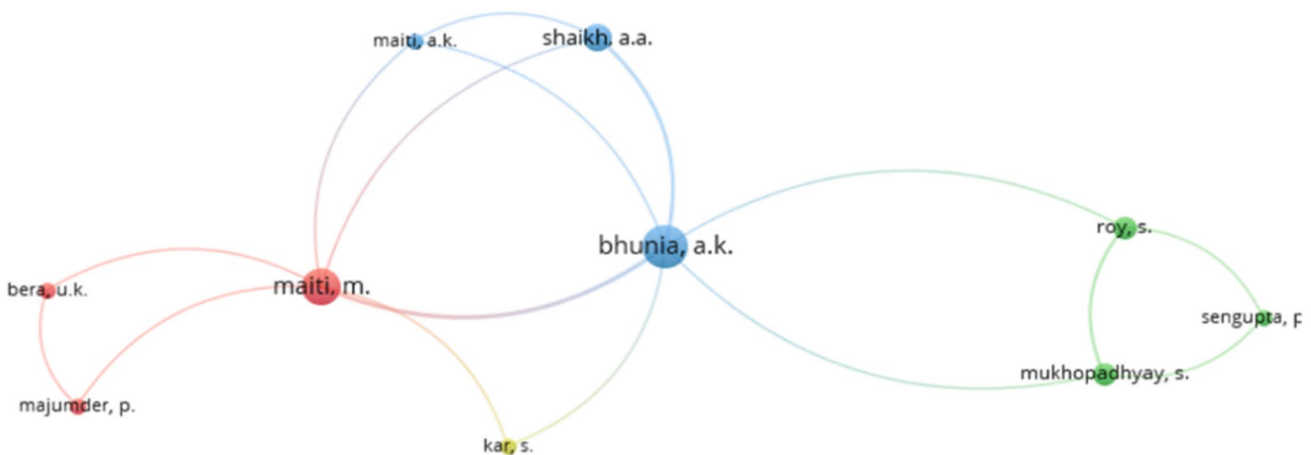 maiti, a.k.
shaikh, a.a.
roy, s.
bhunia, a.k.
bera, u.k.
maiti, m.
sengupta, p
mukhopadhyay, s.
majumder, p.
kar, s.